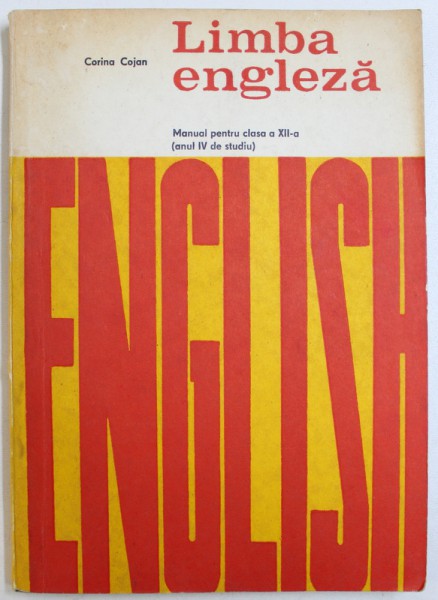 Corina Cojan
Limba
engleză
Manual pentru clasa a XII-a
(anul IV de studiu)
ENGLISH